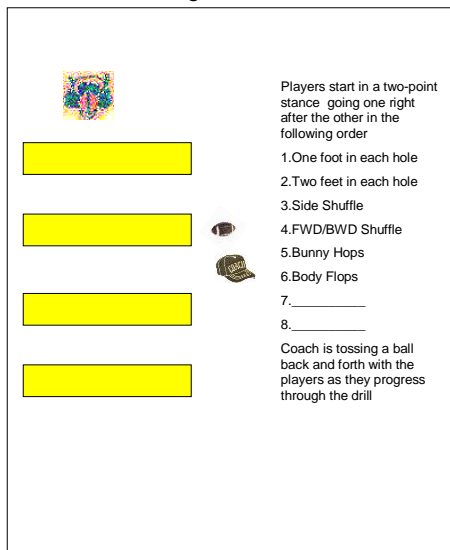 Players start in a two-point
stance going one right
after the other in the
following order
1.One foot in each hole
2.Two feet in each hole
3.Side Shuffle
4.FWD/BWD Shuffle
5.Bunny Hops
6.Body Flops
7.__________
8.__________
Coach is tossing a ball
back and forth with the
players as they progress
through the drill
COACH